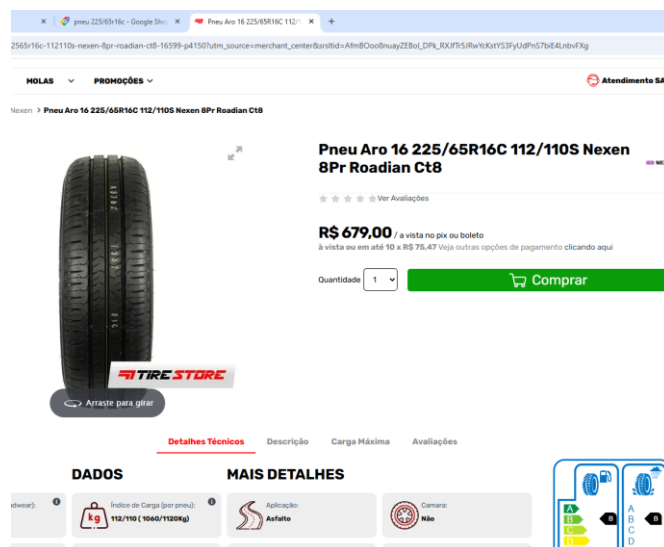 pneu 225/65r16c - Google Sho
Pneu Aro 16 225/65R16C 112/1
2565r16c-112110s-nexen-8pr-roadian-ct8-16599-p4150?utm_source=merchant_center&srsltid=
MOLAS
PROMOÇÕES
Atendimento SA
Nexen > Pneu Aro 16 225/65R16C 112/110S Nexen 8Pr Roadian Ct8
Pneu Aro 16 225/65R16C 112/110S Nexen
8Pr Roadian Ct8
Ver Avaliações
R$ 679,00 / a vista no pix ou boleto
à vista ou em até 10 x R$ 75,47 Veja outras opções de pagamento clicando aqui
Quantidade 1
Comprar
TIRESTORE
Arraste para girar
Detalhes Técnicos
Descrição
Carga Máxima
Avaliações
DADOS
MAIS DETALHES
adwear):
Índice de Carga (por pneu):
kg
112/110 ( 1060/1120Kg)
Aplicação:
Asfalto
Camara:
Não
A
B
C
D
B
A
B
C
D
B